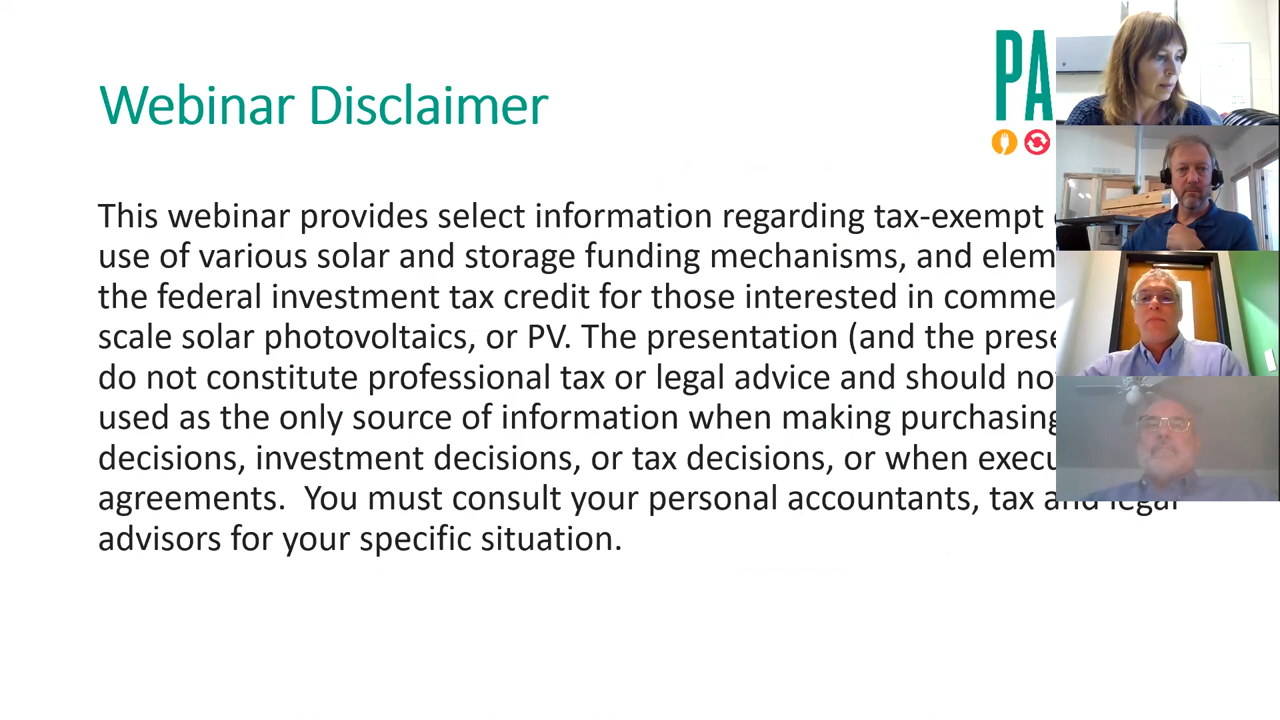 Webinar Disclaimer
PA
This webinar provides select information regarding tax-exempt
use of various solar and storage funding mechanisms, and elem
the federal investment tax credit for those interested in comme
scale solar photovoltaics, or PV. The presentation (and the prese
do not constitute professional tax or legal advice and should no
used as the only source of information when making purchasing
decisions, investment decisions, or tax decisions, or when execu
agreements.  You must consult your personal accountants, tax and legal
advisors for your specific situation.